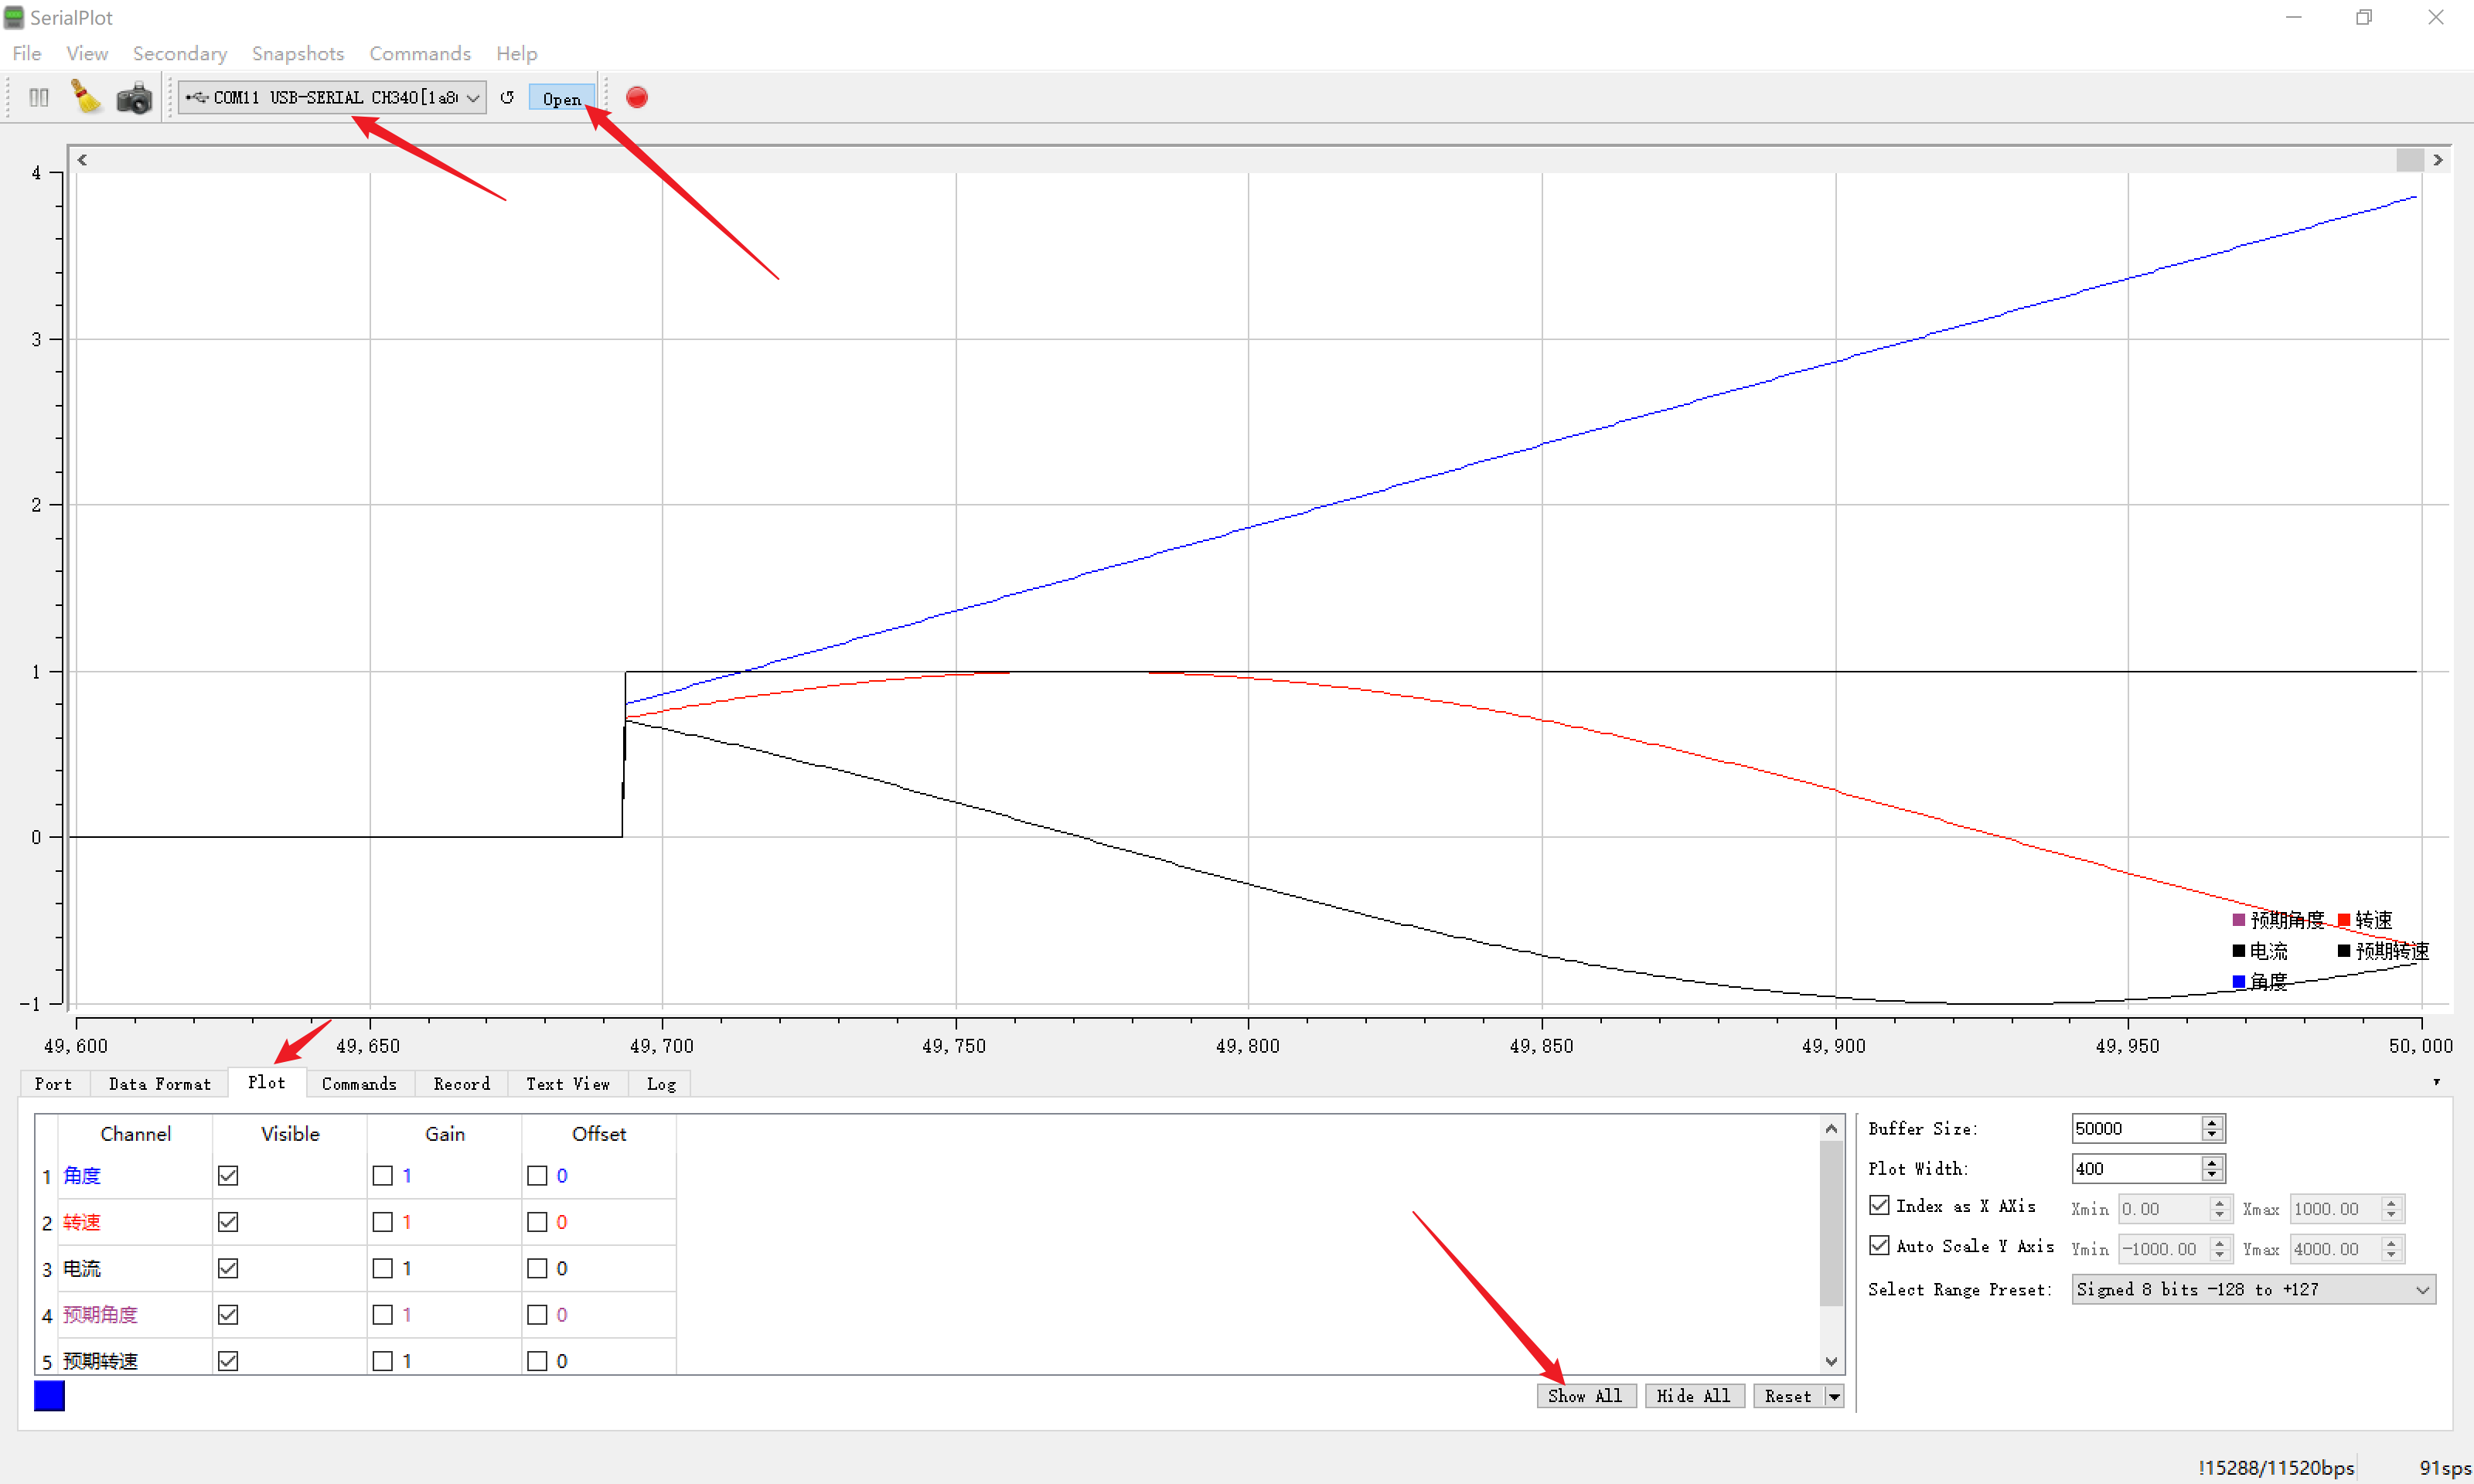 SerialPlot
File View Secondary Snapshots Commands Help
COM11 USB-SERIAL CH340[1a8 Open
4
3
2
1
0
-1
预期角度 转速
电流 预期转速
角度
49,600 49,650 49,700 49,750 49,800 49,850 49,900 49,950 50,000
Port Data Format Plot Commands Record Text View Log
Channel Visible Gain Offset
1 角度 1 0
2 转速 1 0
3 电流 1 0
4 预期角度 1 0
5 预期转速 1 0
Show All Hide All Reset
Buffer Size: 50000
Plot Width: 400
Index as X AXis Xmin 0.00 Xmax 1000.00
Auto Scale Y Axis Ymin -1000.00 Ymax 4000.00
Select Range Preset: Signed 8 bits -128 to +127
!15288/11520bps 91sps